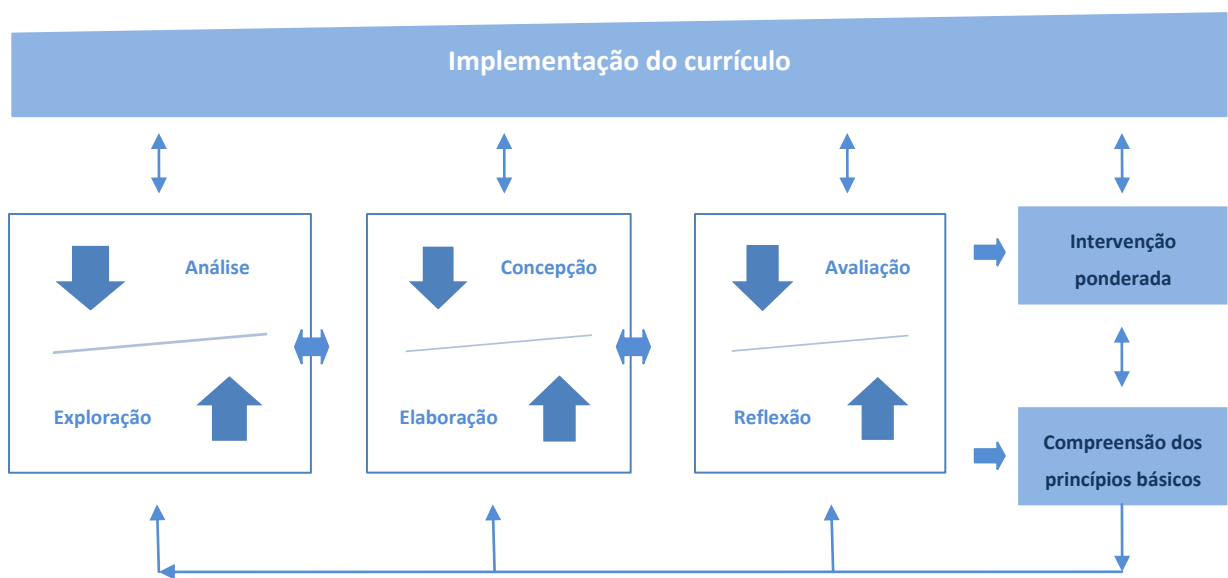 Implementação do currículo
Análise
Exploração
Concepção
Elaboração
Avaliação
Reflexão
Intervenção
ponderada
Compreensão dos
princípios básicos